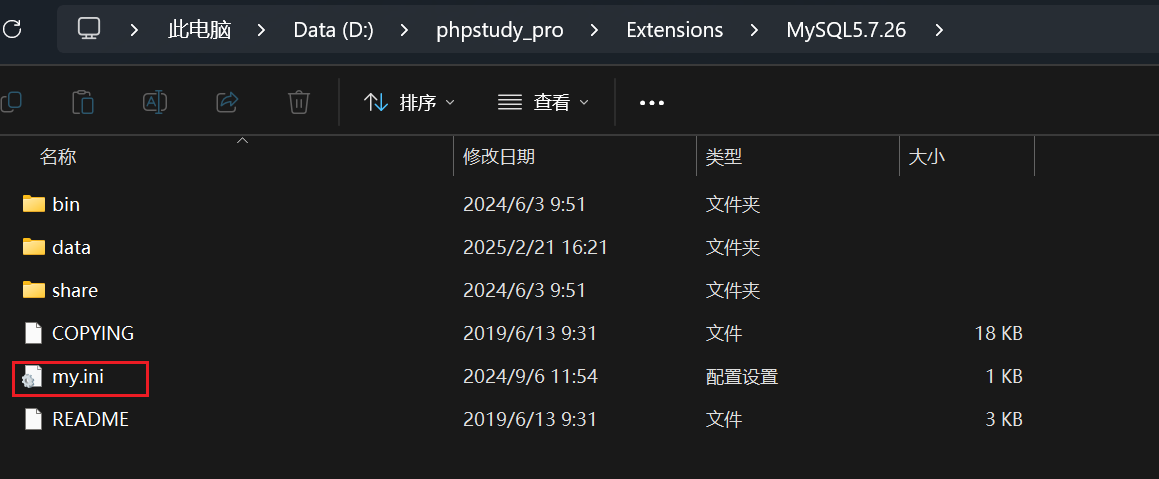 此电脑 > Data (D:) > phpstudy_pro > Extensions > MySQL5.7.26 >
排序 查看 •••
名称 修改日期 类型 大小
bin 2024/6/3 9:51 文件夹
data 2025/2/21 16:21 文件夹
share 2024/6/3 9:51 文件夹
COPYING 2019/6/13 9:31 文件 18 KB
my.ini 2024/9/6 11:54 配置设置 1 KB
README 2019/6/13 9:31 文件 3 KB